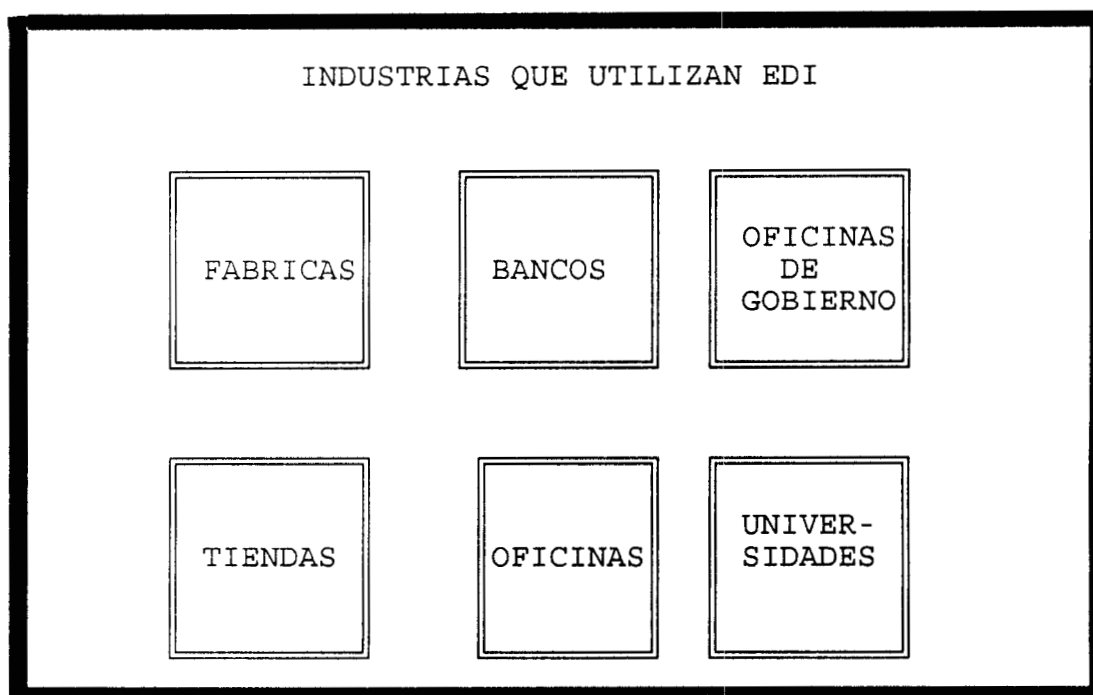 INDUSTRIAS QUE UTILIZAN EDI
FABRICAS
BANCOS
OFICINAS
DE
GOBIERNO
TIENDAS
OFICINAS
UNIVER-
SIDADES